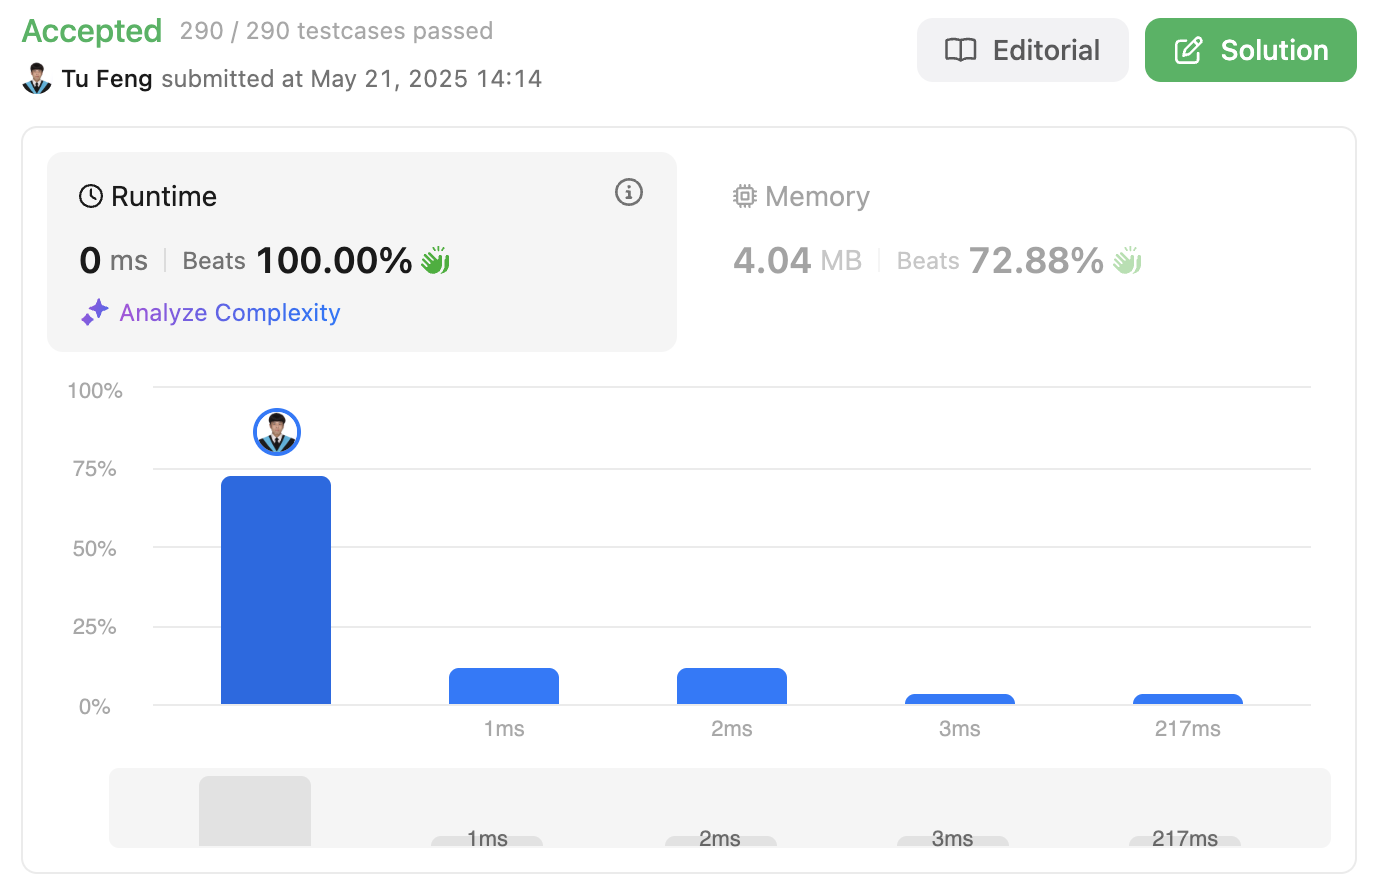 Accepted 290 / 290 testcases passed
Editorial
Solution
Tu Feng submitted at May 21, 2025 14:14
Runtime
Memory
0 ms Beats 100.00%
4.04 MB Beats 72.88%
Analyze Complexity
100%
75%
50%
25%
0%
1ms 2ms 3ms 217ms
1ms 2ms 3ms 217ms